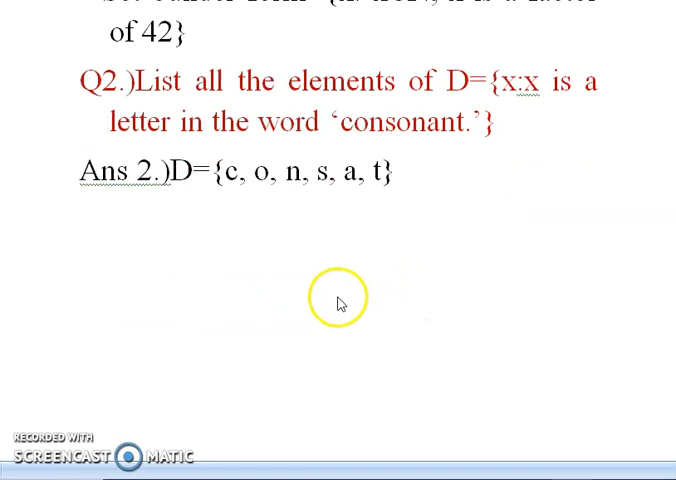 of 42}
Q2.)List all the elements of D={x:x is a
letter in the word ‘consonant.’}
Ans 2.)D={c, o, n, s, a, t}
RECORDED WITH
SCREENCAST MATIC